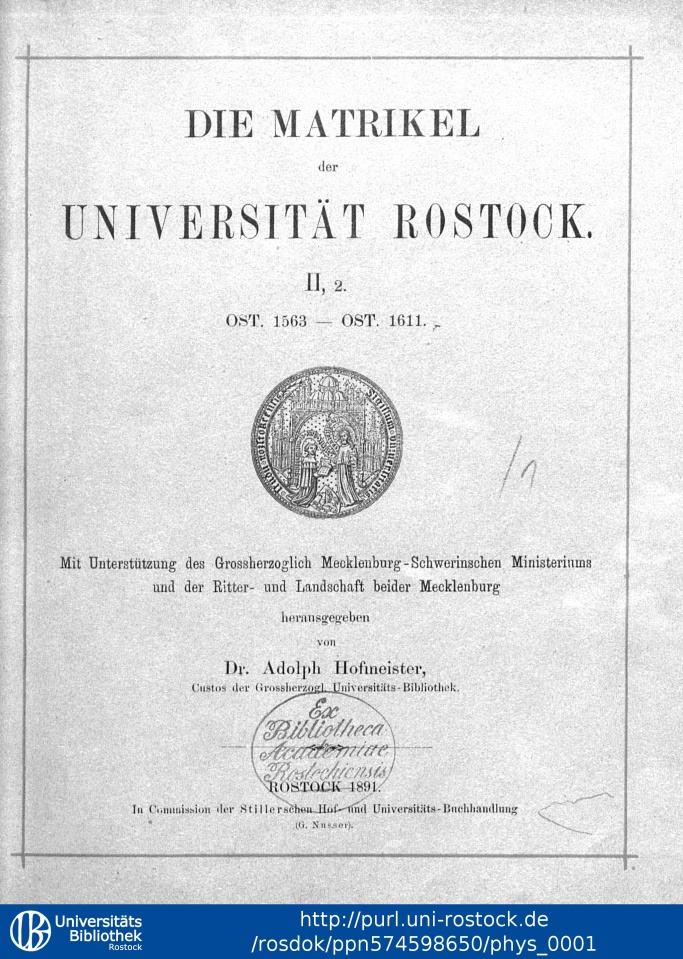 DIE MATRIKEL
der
UNIVERSITÄT ROSTOCK.
II, 2.
OST. 1563 — OST. 1611.
Mit Unterstützung des Grossherzoglich Mecklenburg-Schwerinschen Ministeriums
und der Ritter- und Landschaft beider Mecklenburg
herausgegeben
von
Dr. Adolph Hofmeister,
Custos der Grossherzogl. Universitäts-Bibliothek.
Ex
Bibliotheca
Academiae
Rostochiensis
ROSTOCK 1891.
In Commission der Stillerschen Hof- und Universitäts-Buchhandlung
(G. Nusser).
Universitäts
Bibliothek
Rostock
http://purl.uni-rostock.de
/rosdok/ppn574598650/phys_0001